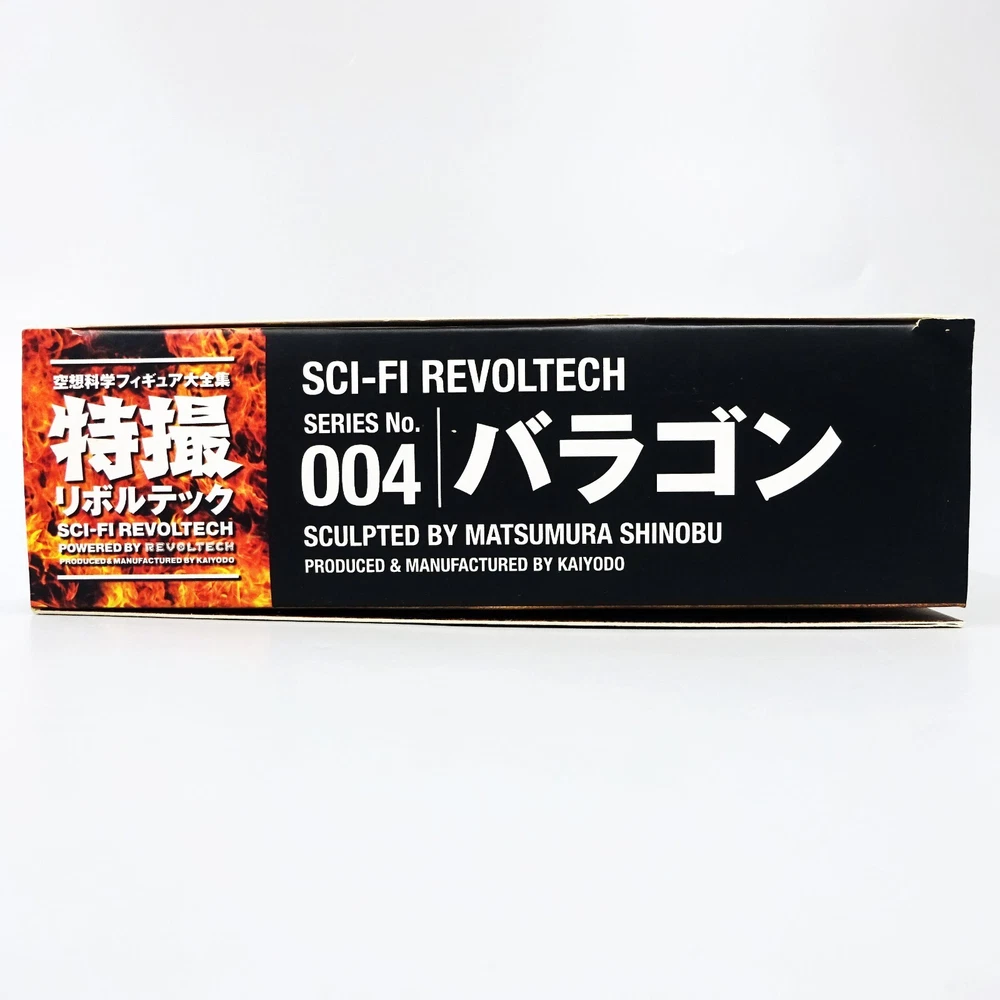 空想科学フィギュア大全集
特撮
リボルテック
SCI-FI REVOLTECH
POWERED BY REVOLTECH
PRODUCED & MANUFACTURED BY KAIYODO
SCI-FI REVOLTECH
SERIES No.
004
バラゴン
SCULPTED BY MATSUMURA SHINOBU
PRODUCED & MANUFACTURED BY KAIYODO